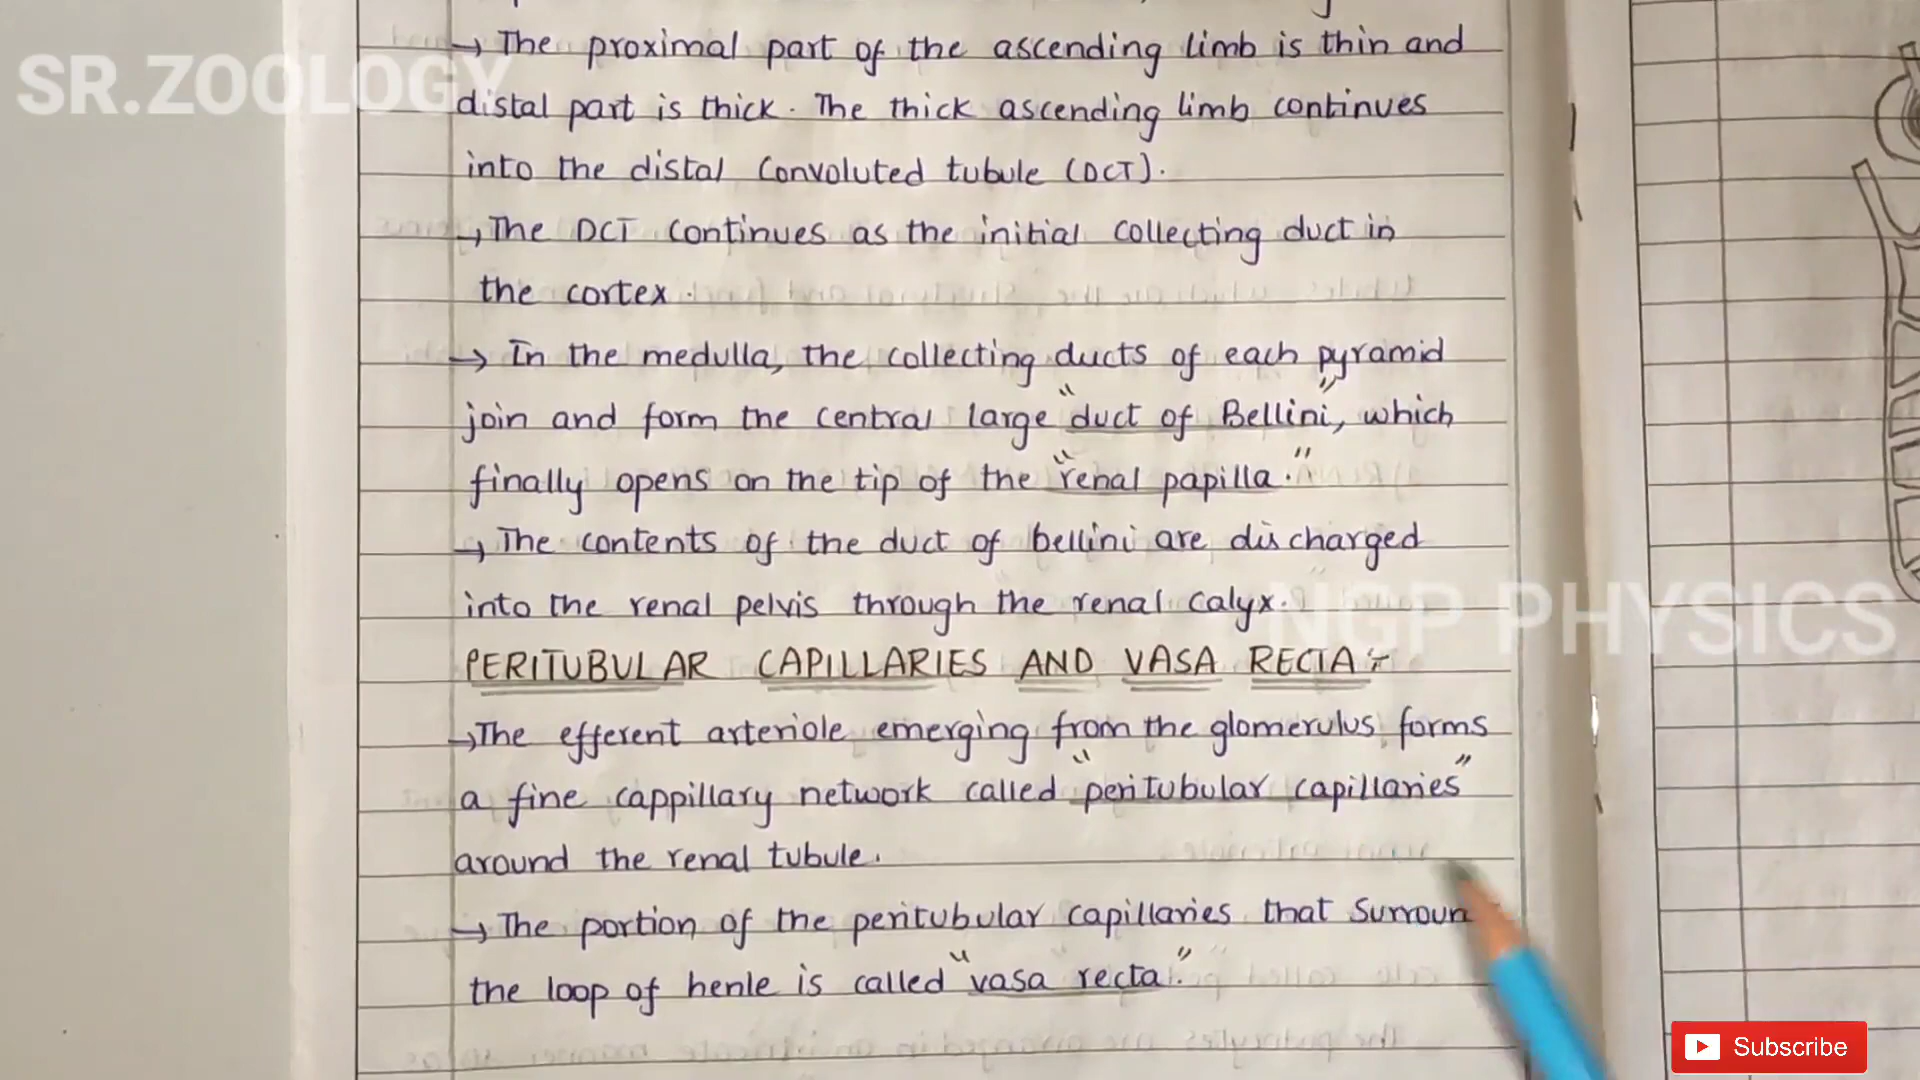 → The proximal part of the ascending limb is thin and
SR.ZOOLOGY
distal part is thick. The thick ascending limb continues
into the distal Convoluted tubule (DCT).
→ The DCT continues as the initial collecting duct in
the cortex.
→ In the medulla, the collecting ducts of each pyramid
join and form the central large "duct of Bellini", which
finally opens on the tip of the "renal papilla."
→ The contents of the duct of bellini are discharged
into the renal pelvis through the renal calyx.
NGP PHYSICS
PERITUBULAR CAPILLARIES AND VASA RECTA:-
→ The efferent arteriole emerging from the glomerulus forms
a fine cappillary network called "peritubular capillaries"
around the renal tubule.
→ The portion of the peritubular capillaries that Surroun
the loop of henle is called "vasa recta."
Subscribe